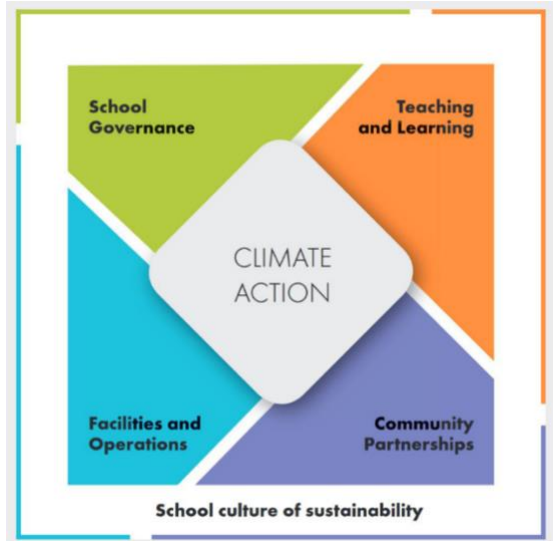 School
Governance
Teaching
and Learning
CLIMATE
ACTION
Facilities and
Operations
Community
Partnerships
School culture of sustainability